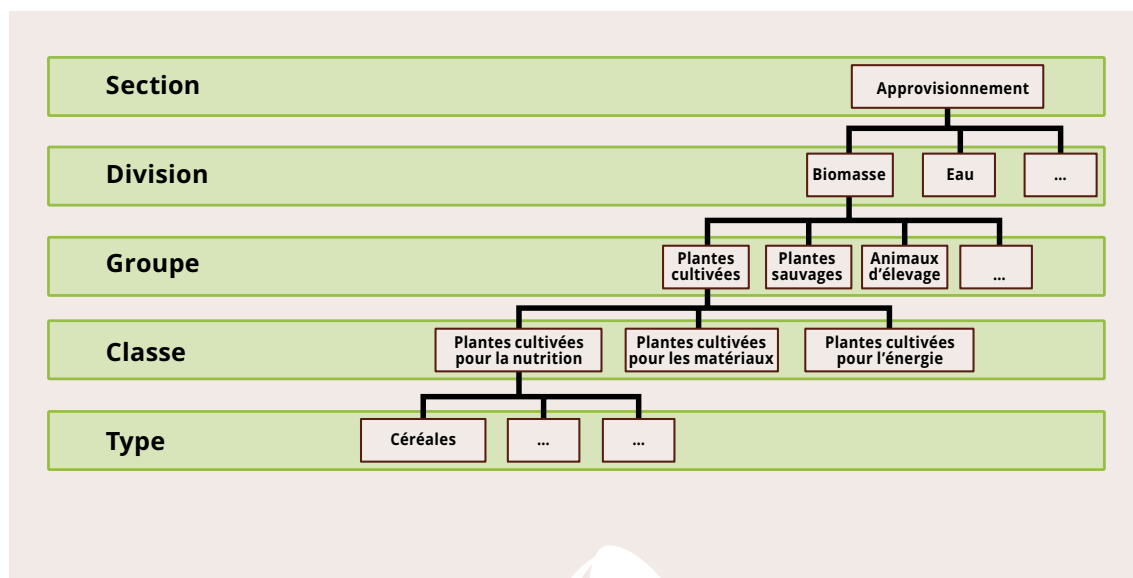 Section
Approvisionnement
Division
Biomasse
Eau
...
Groupe
Plantes
cultivées
Plantes
sauvages
Animaux
d'élevage
...
Classe
Plantes cultivées
pour la nutrition
Plantes cultivées
pour les matériaux
Plantes cultivées
pour l'énergie
Type
Céréales
...
...